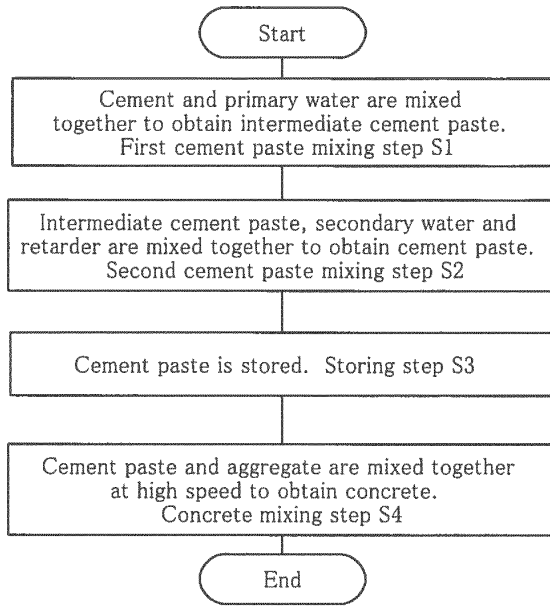 Start
Cement and primary water are mixed
together to obtain intermediate cement paste.
First cement paste mixing step S1
Intermediate cement paste, secondary water and
retarder are mixed together to obtain cement paste.
Second cement paste mixing step S2
Cement paste is stored. Storing step S3
Cement paste and aggregate are mixed together
at high speed to obtain concrete.
Concrete mixing step S4
End